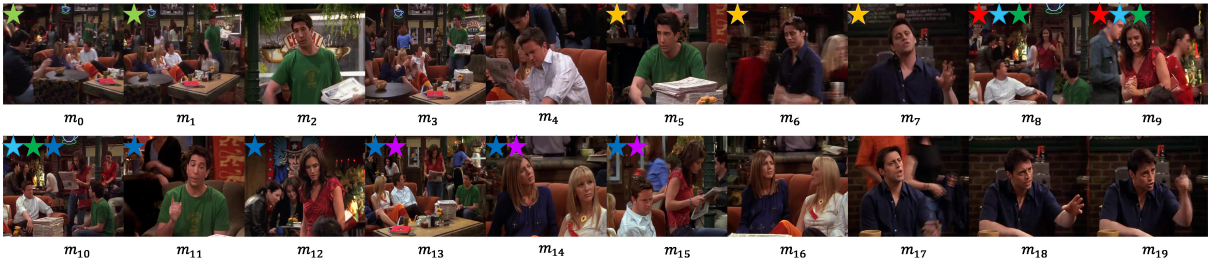 m₀ m₁ m₂ m₃ m₄ m₅ m₆ m₇ m₈ m₉
m₁₀ m₁₁ m₁₂ m₁₃ m₁₄ m₁₅ m₁₆ m₁₇ m₁₈ m₁₉